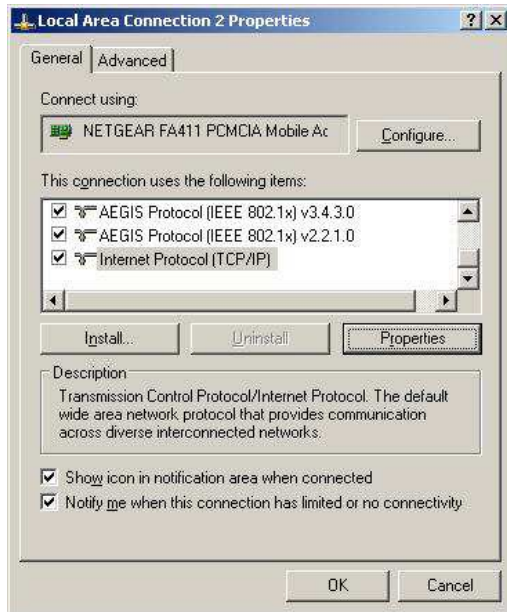 Local Area Connection 2 Properties
General
Advanced
Connect using:
NETGEAR FA411 PCMCIA Mobile Ac
Configure...
This connection uses the following items:
AEGIS Protocol (IEEE 802.1x) v3.4.3.0
AEGIS Protocol (IEEE 802.1x) v2.2.1.0
Internet Protocol (TCP/IP)
Install...
Uninstall
Properties
Description
Transmission Control Protocol/Internet Protocol. The default
wide area network protocol that provides communication
across diverse interconnected networks.
Show icon in notification area when connected
Notify me when this connection has limited or no connectivity
OK
Cancel